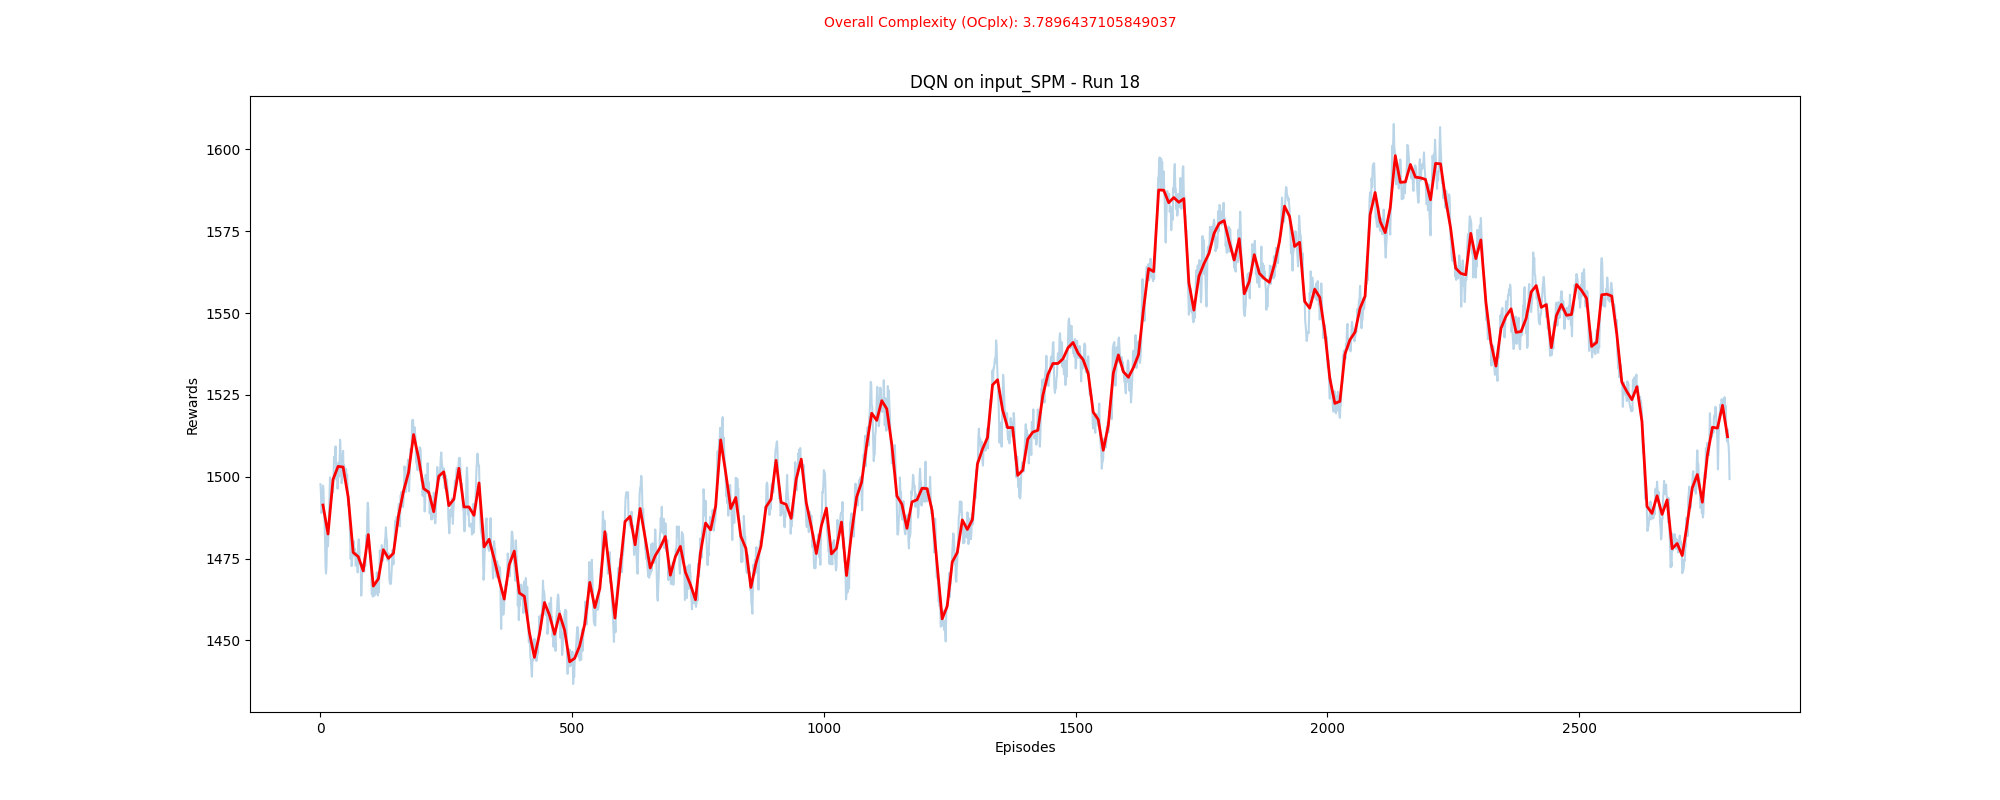 Overall Complexity (OCplx): 3.7896437105849037
DQN on input_SPM - Run 18
1600
1575
1550
1525
1500
1475
1450
Rewards
0 500 1000 1500 2000 2500
Episodes